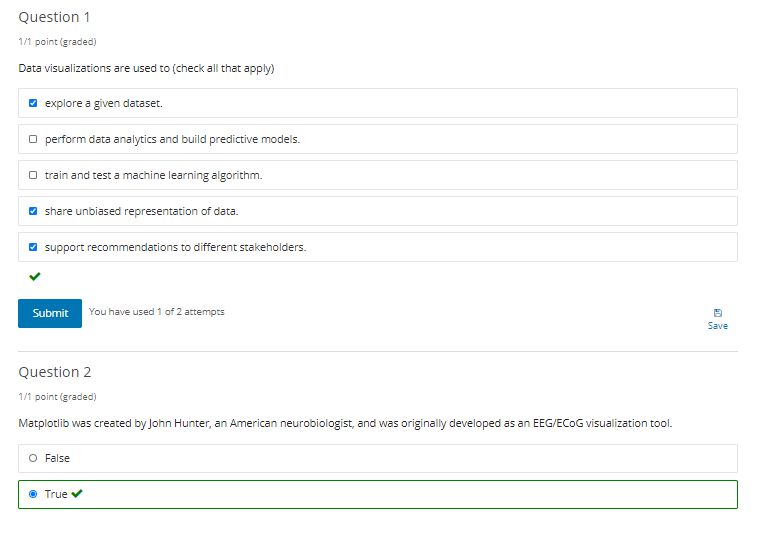 Question 1
1/1 point (graded)
Data visualizations are used to (check all that apply)
explore a given dataset.
perform data analytics and build predictive models.
train and test a machine learning algorithm.
share unbiased representation of data.
support recommendations to different stakeholders.
Submit You have used 1 of 2 attempts
Save
Question 2
1/1 point (graded)
Matplotlib was created by John Hunter, an American neurobiologist, and was originally developed as an EEG/ECoG visualization tool.
False
True